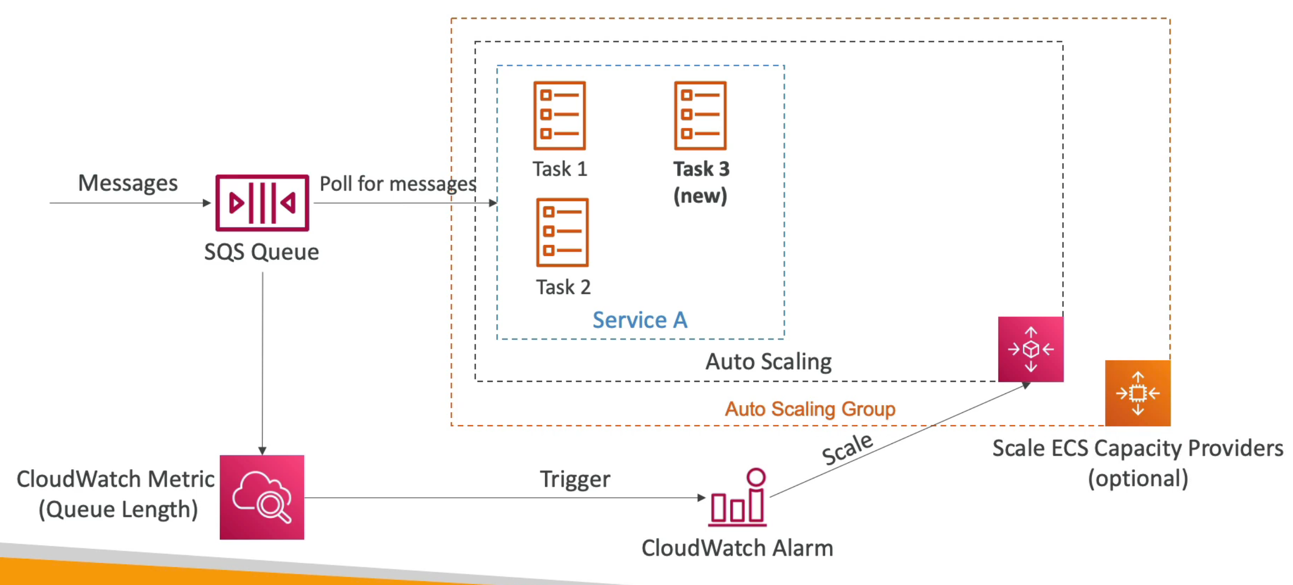 Messages
SQS Queue
Poll for messages
Task 1
Task 2
Task 3
(new)
Service A
Auto Scaling
Auto Scaling Group
Scale ECS Capacity Providers
(optional)
CloudWatch Metric
(Queue Length)
Trigger
CloudWatch Alarm
Scale